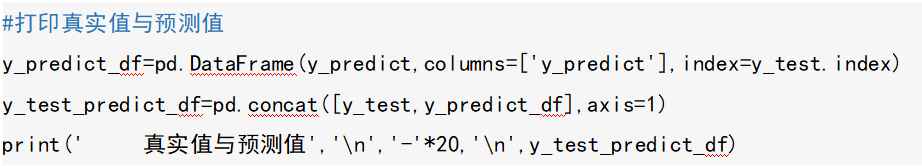 #打印真实值与预测值
y_predict_df=pd.DataFrame(y_predict,columns=['y_predict'],index=y_test.index)
y_test_predict_df=pd.concat([y_test,y_predict_df],axis=1)
print('     真实值与预测值','\n','-'*20,'\n',y_test_predict_df)